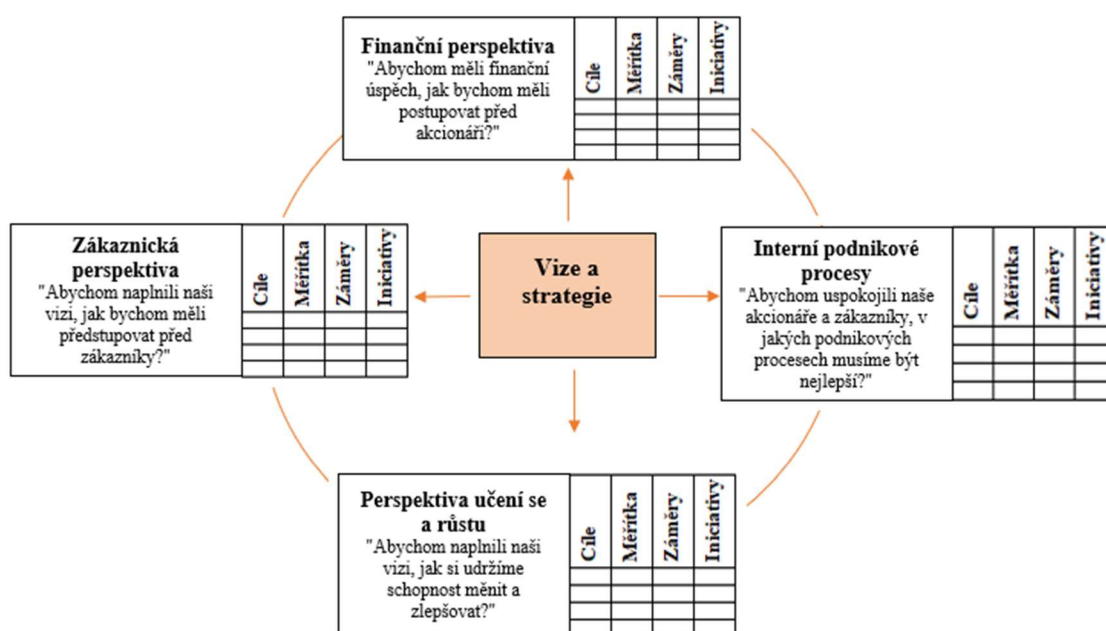 Finanční perspektiva
"Abychom měli finanční
úspěch, jak bychom měli
postupovat před
akcionáři?"
Cíle
Měřítka
Záměry
Iniciativy
Zákaznická
perspektiva
"Abychom naplnili naši
vizi, jak bychom měli
předstupovat před
zákazníky?"
Cíle
Měřítka
Záměry
Iniciativy
Vize a
strategie
Interní podnikové
procesy
"Abychom uspokojili naše
akcionáře a zákazníky, v
jakých podnikových
procesech musíme být
nejlepší?"
Cíle
Měřítka
Záměry
Iniciativy
Perspektiva učení se
a růstu
"Abychom naplnili naši
vizi, jak si udržíme
schopnost měnit a
zlepšovat?"
Cíle
Měřítka
Záměry
Iniciativy